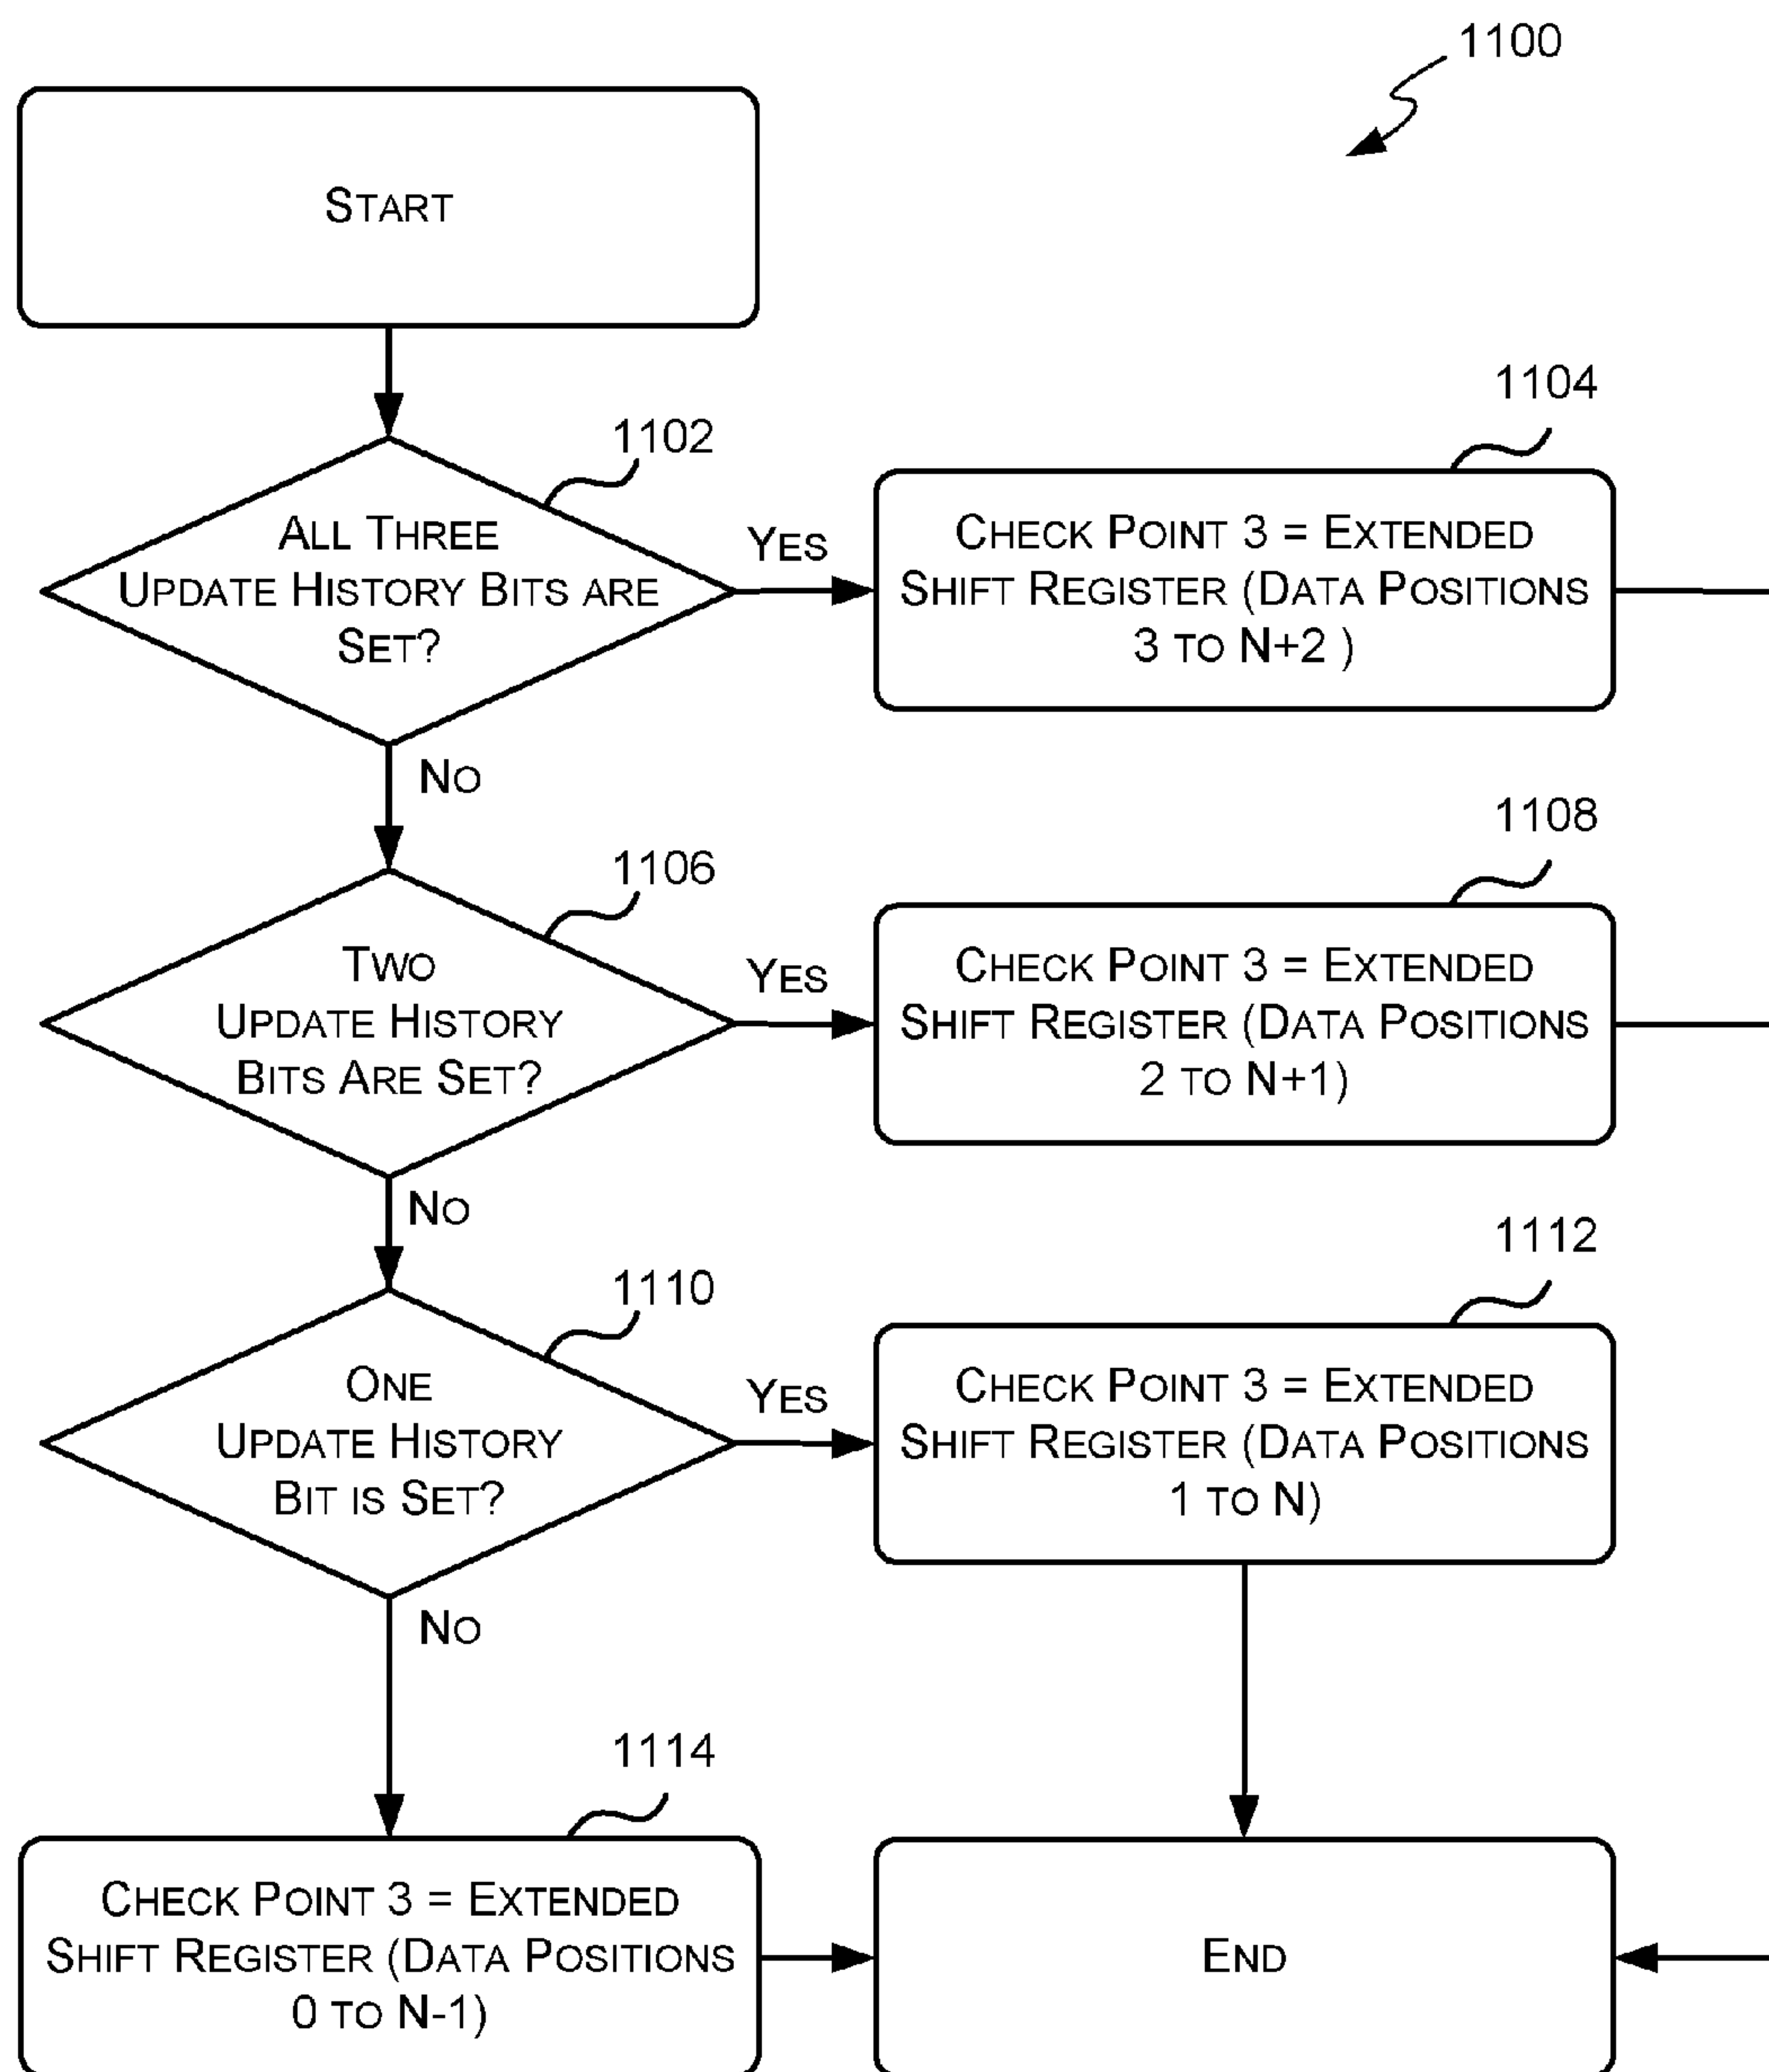 1100
Start
1102
All Three
Update History Bits are
Set?
Yes
1104
Check Point 3 = Extended
Shift Register (Data Positions
3 to N+2 )
No
1106
Two
Update History
Bits Are Set?
Yes
1108
Check Point 3 = Extended
Shift Register (Data Positions
2 to N+1)
No
1110
One
Update History
Bit is Set?
Yes
1112
Check Point 3 = Extended
Shift Register (Data Positions
1 to N)
No
1114
Check Point 3 = Extended
Shift Register (Data Positions
0 to N-1)
End